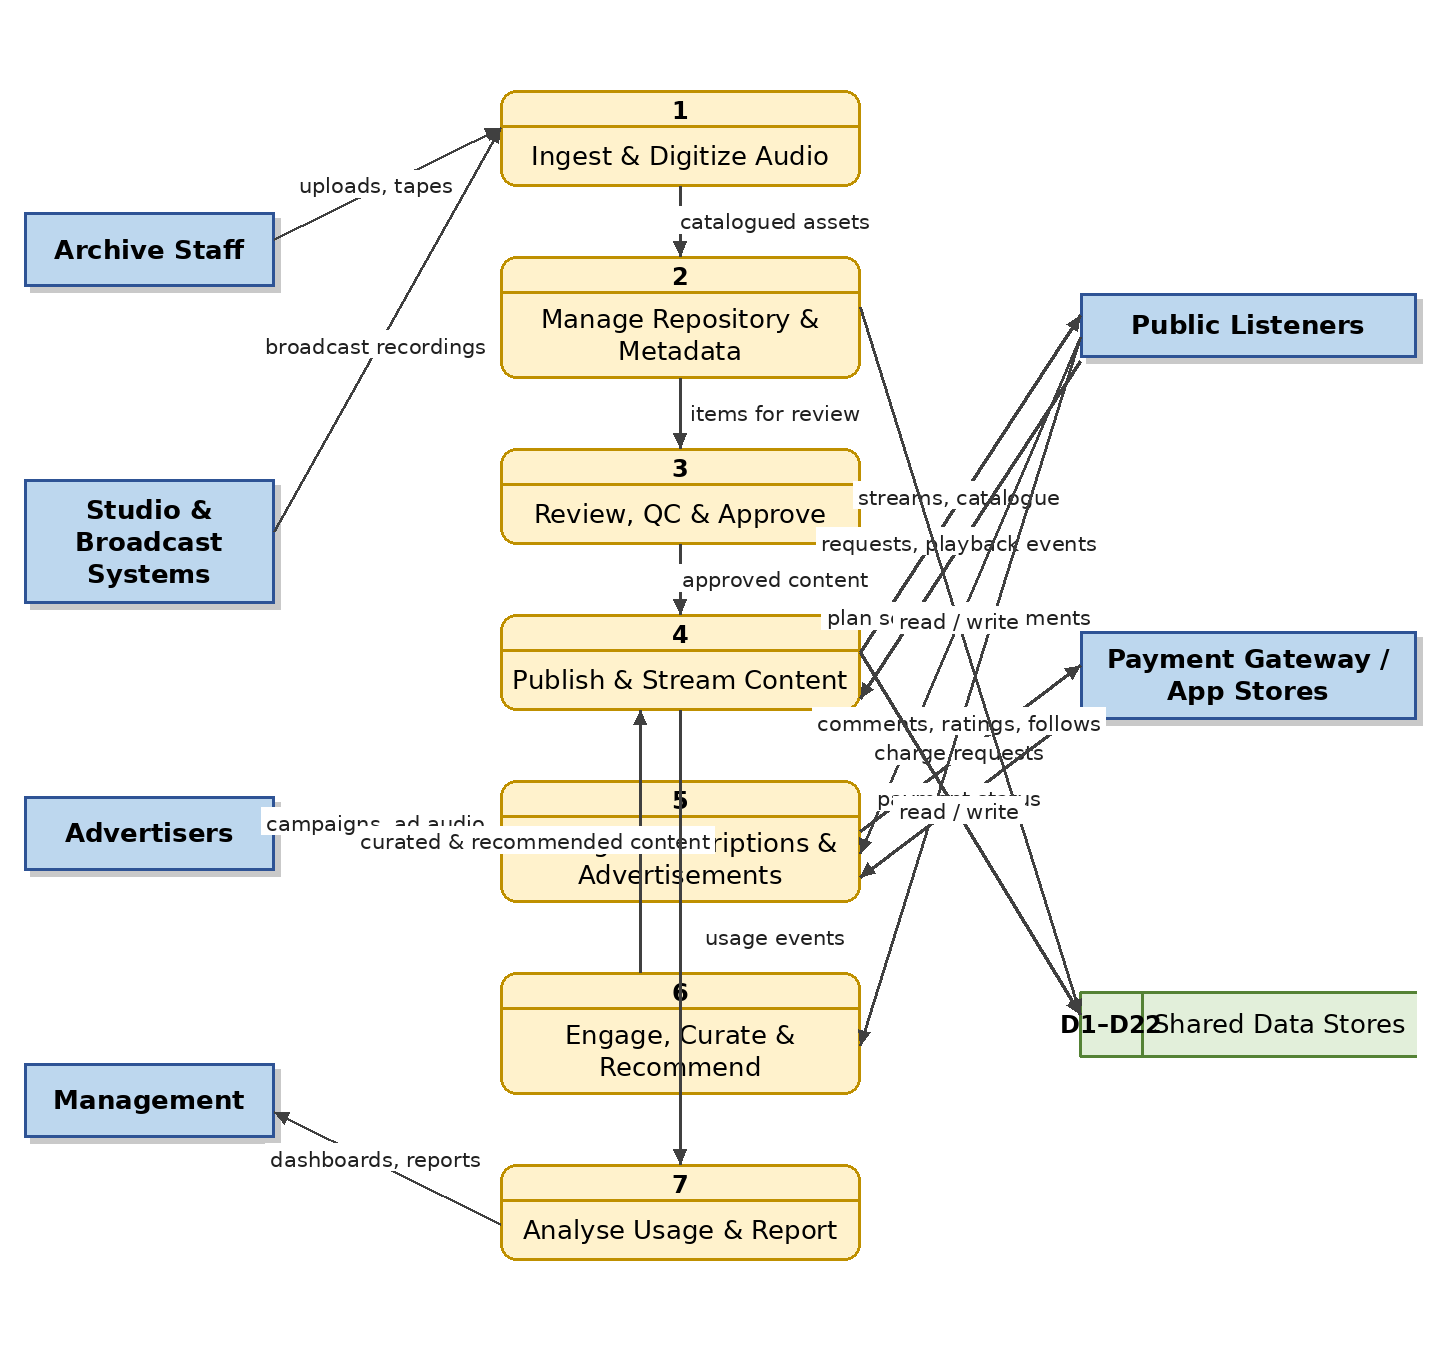 1
Ingest & Digitize Audio
uploads, tapes
catalogued assets
Archive Staff
2
Manage Repository &
Metadata
Public Listeners
broadcast recordings
items for review
3
Review, QC & Approve
streams, catalogue
Studio &
Broadcast
Systems
requests, playback events
approved content
plan
read / write
4
Publish & Stream Content
Payment Gateway /
App Stores
comments, ratings, follows
charge requests
5
read / write
Advertisers
campaigns, ad audio
curated & recommended content
&
Advertisements
usage events
6
Engage, Curate &
Recommend
D1–D22
Shared Data Stores
Management
dashboards, reports
7
Analyse Usage & Report